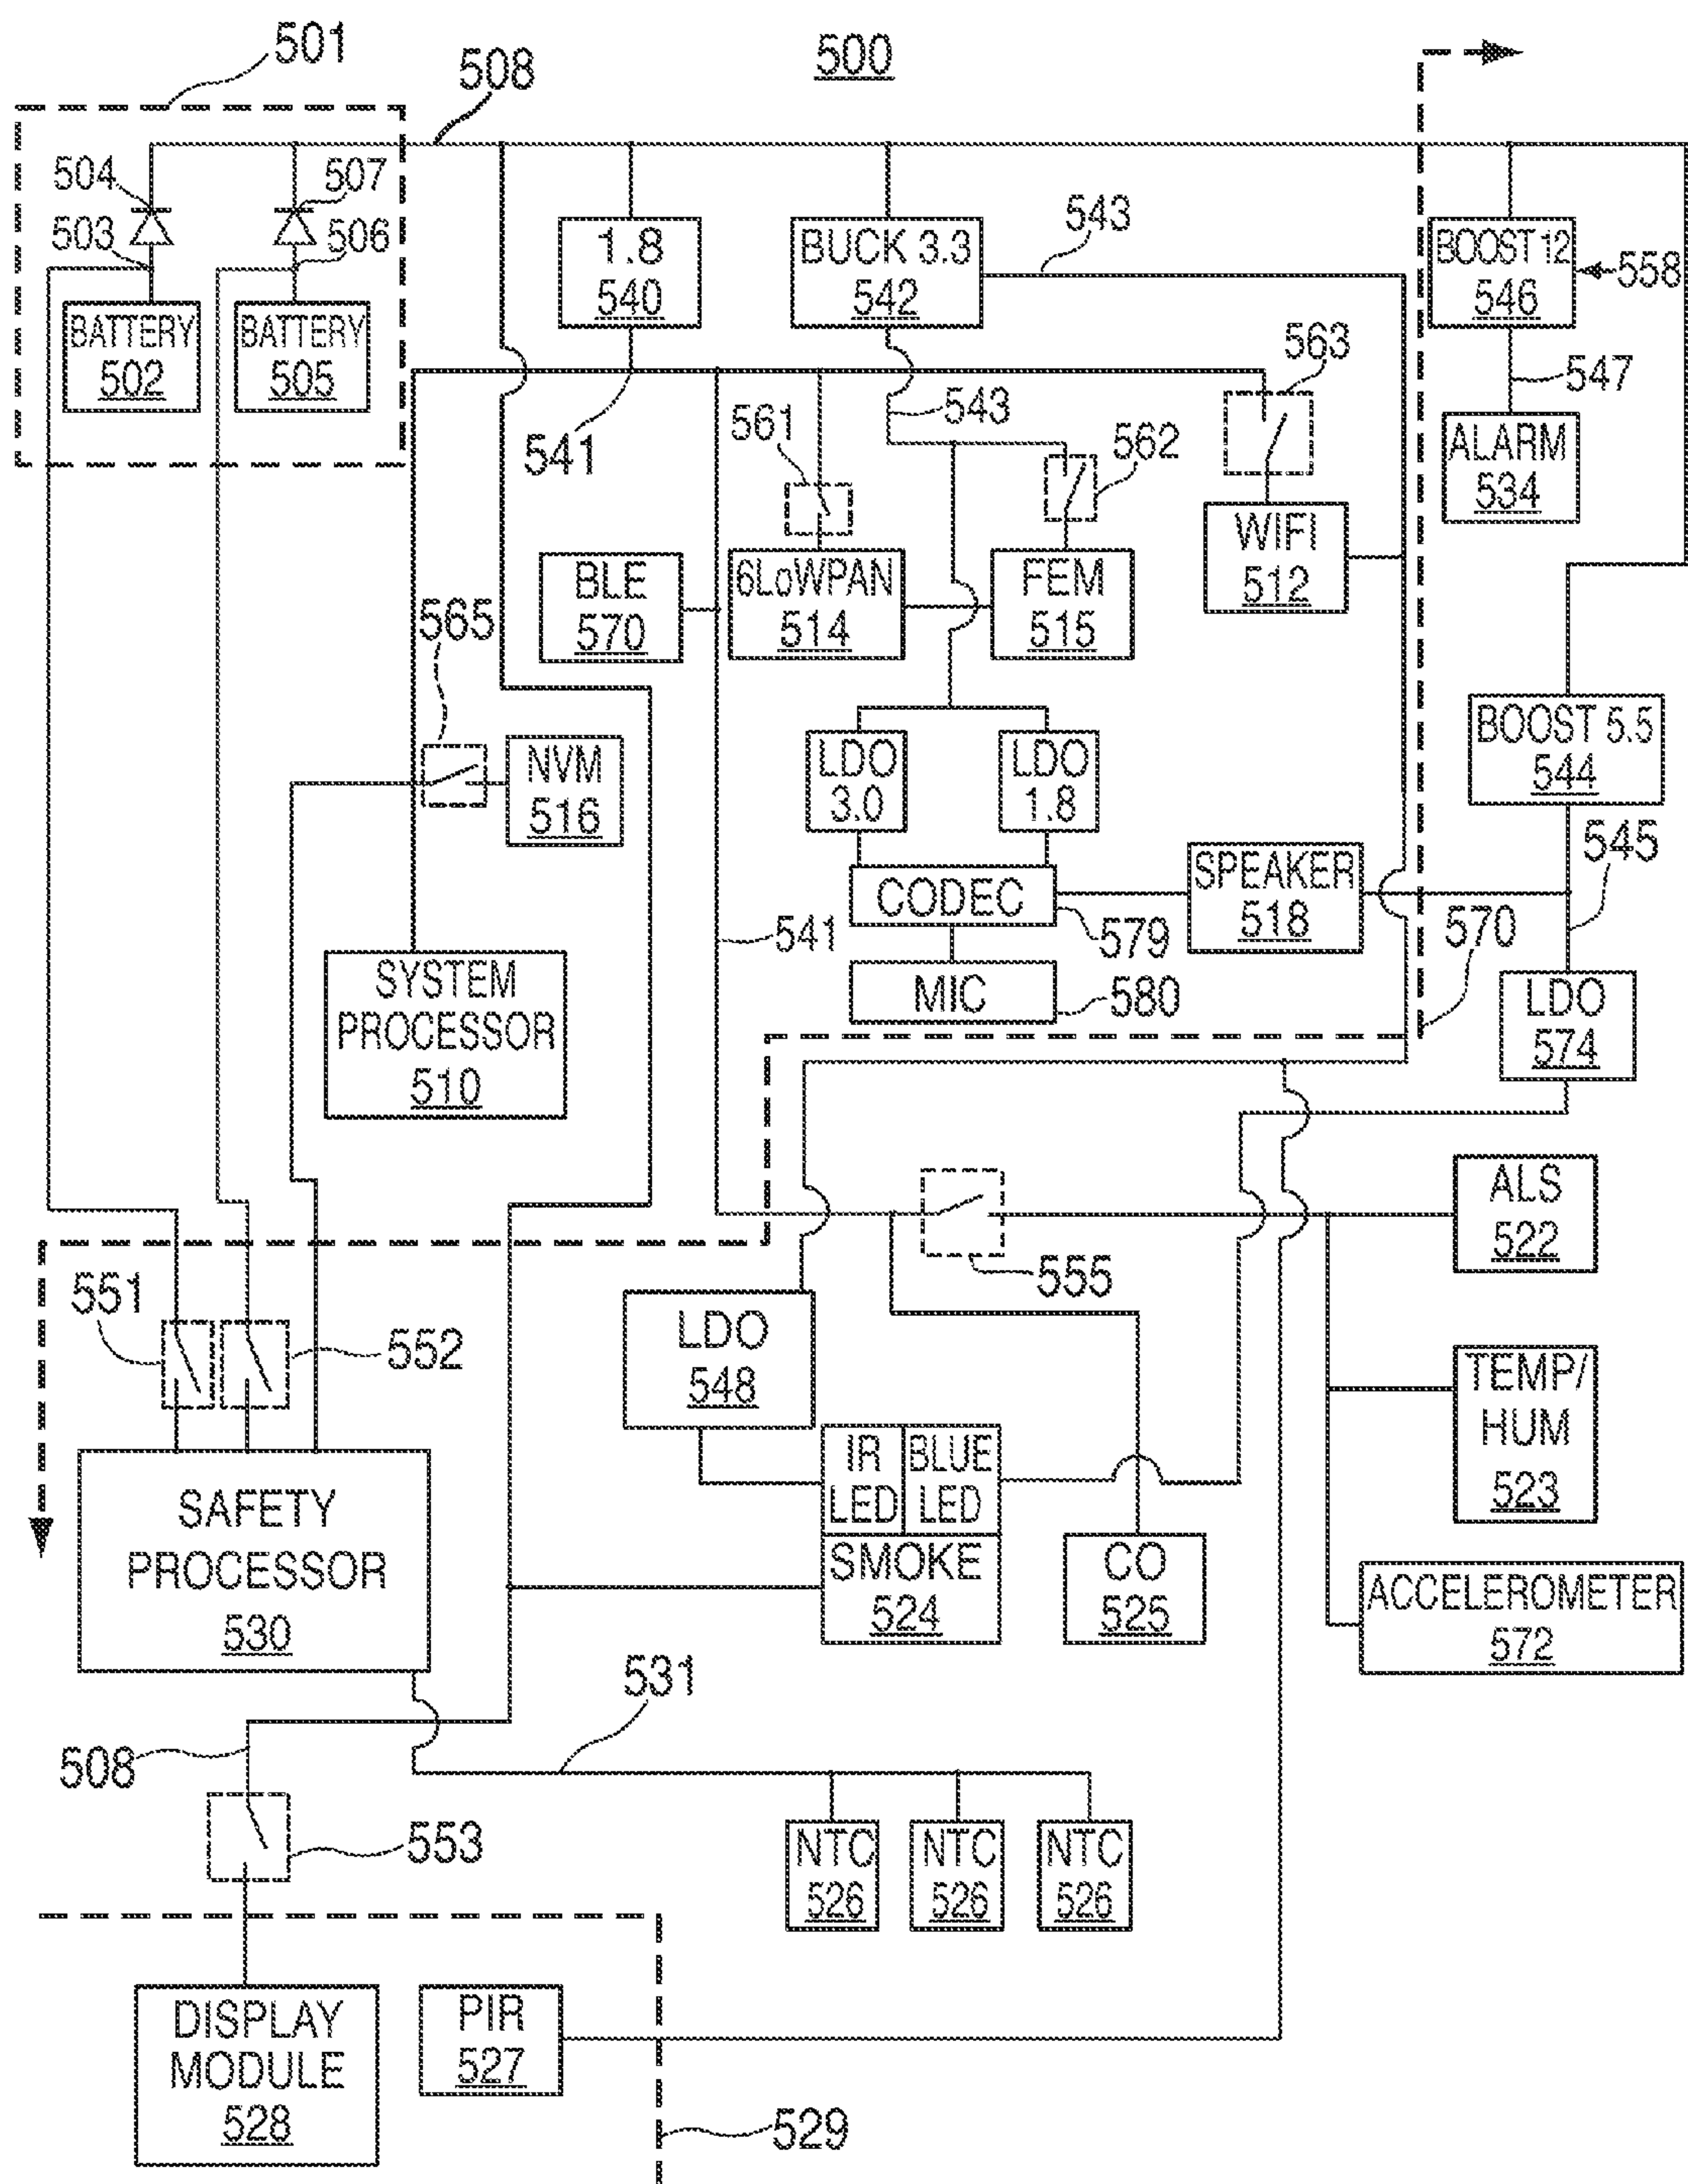 501
508
500
504
507
503
506
BATTERY
502
BATTERY
505
1.8
540
BUCK 3.3
542
543
BOOST 12
546
558
563
547
541
543
561
562
ALARM
534
WIFI
512
BLE
570
6LoWPAN
514
FEM
515
565
NVM
516
LDO
3.0
LDO
1.8
BOOST 5.5
544
545
CODEC
579
SPEAKER
518
570
541
MIC
580
SYSTEM
PROCESSOR
510
LDO
574
ALS
522
555
551
552
LDO
548
TEMP/
HUM
523
IR
LED
BLUE
LED
SMOKE
524
CO
525
SAFETY
PROCESSOR
530
ACCELEROMETER
572
531
508
553
NTC
526
NTC
526
NTC
526
DISPLAY
MODULE
528
PIR
527
529